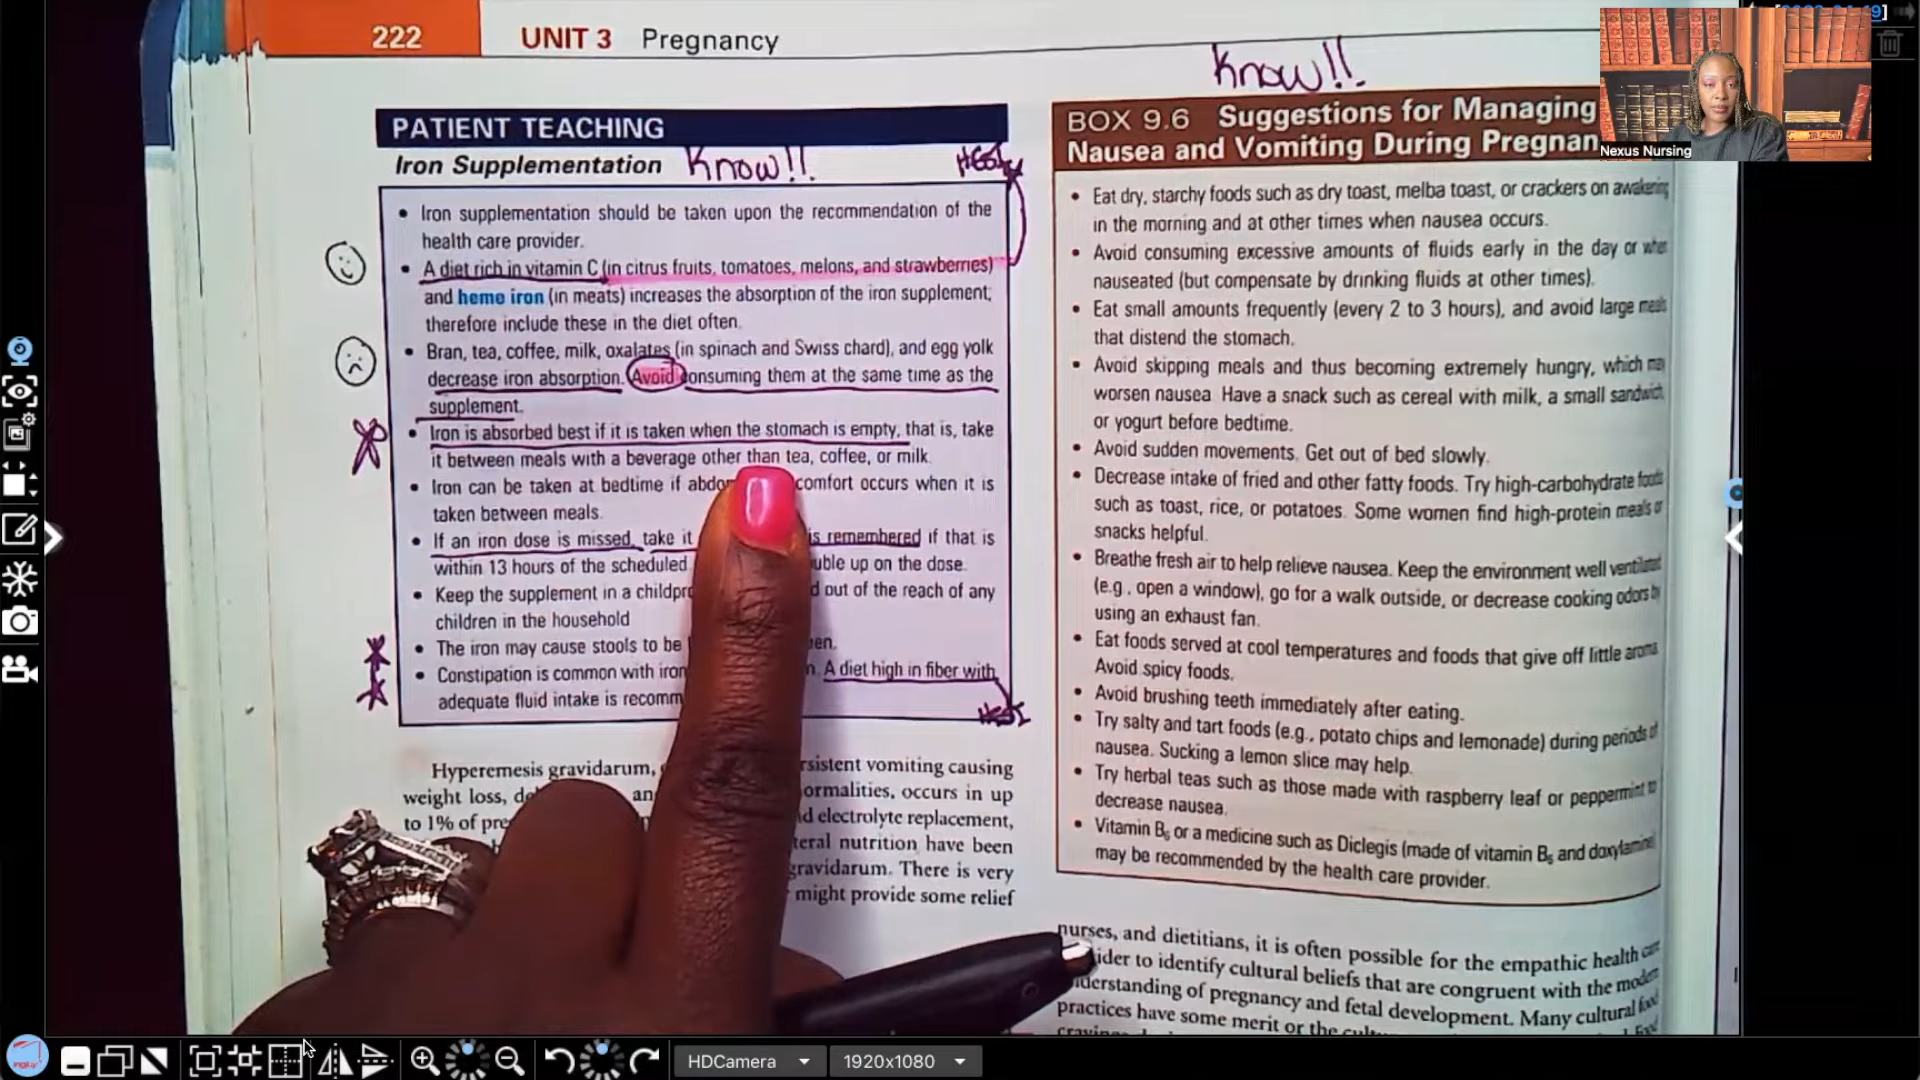 222 UNIT 3 Pregnancy
Know!!
PATIENT TEACHING
Iron Supplementation Know!!
• Iron supplementation should be taken upon the recommendation of the
health care provider.
• A diet rich in vitamin C (in citrus fruits, tomatoes, melons, and strawberries)
and heme iron (in meats) increases the absorption of the iron supplement;
therefore include these in the diet often.
• Bran, tea, coffee, milk, oxalates (in spinach and Swiss chard), and egg yolk
decrease iron absorption. Avoid consuming them at the same time as the
supplement.
• Iron is absorbed best if it is taken when the stomach is empty; that is, take
it between meals with a beverage other than tea, coffee, or milk.
• Iron can be taken at bedtime if comfort occurs when it is
taken between meals.
• If an iron dose is missed, take it is remembered if that is
within 13 hours of the scheduled up on the dose.
• Keep the supplement in a out of the reach of any
children in the household
• The iron may cause stools to be
• Constipation is common with iron A diet high in fiber with
adequate fluid intake is
Hyperemesis gravidarum, vomiting causing
weight loss, occurs in up
to 1% of electrolyte replacement,
nutrition have been
gravidarum. There is very
might provide some relief
BOX 9.6 Suggestions for Managing
Nausea and Vomiting During
• Eat dry, starchy foods such as dry toast, melba toast, or crackers on awakening
in the morning and at other times when nausea occurs.
• Avoid consuming excessive amounts of fluids early in the day or when
nauseated (but compensate by drinking fluids at other times).
• Eat small amounts frequently (every 2 to 3 hours), and avoid large meals
that distend the stomach.
• Avoid skipping meals and thus becoming extremely hungry, which may
worsen nausea. Have a snack such as cereal with milk, a small sandwich,
or yogurt before bedtime.
• Avoid sudden movements. Get out of bed slowly.
• Decrease intake of fried and other fatty foods. Try high-carbohydrate foods
such as toast, rice, or potatoes. Some women find high-protein meals or
snacks helpful.
• Breathe fresh air to help relieve nausea. Keep the environment well ventilated
(e.g., open a window), go for a walk outside, or decrease cooking odors by
using an exhaust fan.
• Eat foods served at cool temperatures and foods that give off little aroma.
Avoid spicy foods.
• Avoid brushing teeth immediately after eating.
• Try salty and tart foods (e.g., potato chips and lemonade) during periods of
nausea. Sucking a lemon slice may help.
• Try herbal teas such as those made with raspberry leaf or peppermint to
decrease nausea.
• Vitamin B6 or a medicine such as Diclegis (made of vitamin B6 and doxylamine)
may be recommended by the health care provider.
nurses, and dietitians, it is often possible for the empathic health care
to identify cultural beliefs that are congruent with the modern
understanding of pregnancy and fetal development. Many cultural food
practices have some merit or the
Nexus Nursing
HDCamera
1920x1080